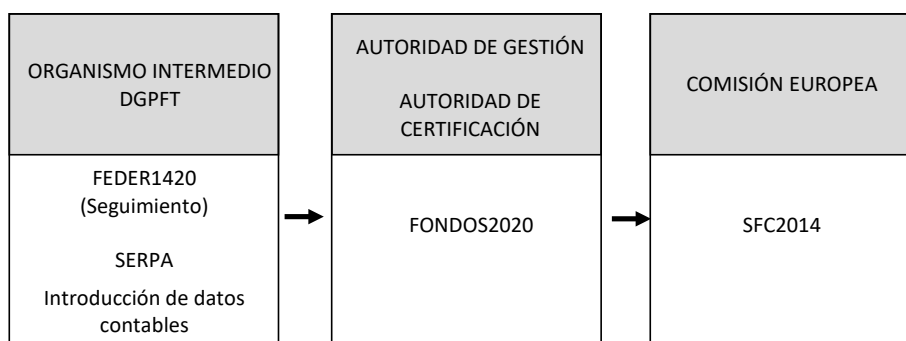 ORGANISMO INTERMEDIO
DGPFT
FEDER1420
(Seguimiento)
SERPA
Introducción de datos
contables
AUTORIDAD DE GESTIÓN
AUTORIDAD DE
CERTIFICACIÓN
FONDOS2020
COMISIÓN EUROPEA
SFC2014